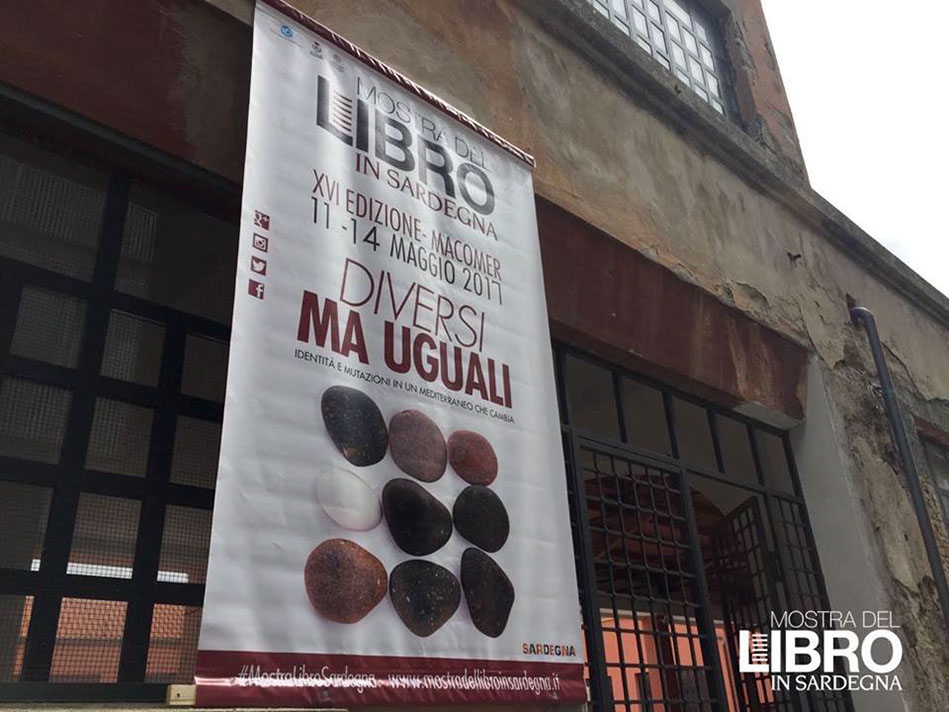 MOSTRA DEL
LIBRO
IN SARDEGNA
XVI EDIZIONE - MACOMER
11 - 14 MAGGIO 2017
DIVERSI
MA UGUALI
IDENTITÀ E MUTAZIONI IN UN MEDITERRANEO CHE CAMBIA
SARDEGNA
#MostraLibroSardegna www.mostradellibroinsardegna.it
MOSTRA DEL
LIBRO
IN SARDEGNA